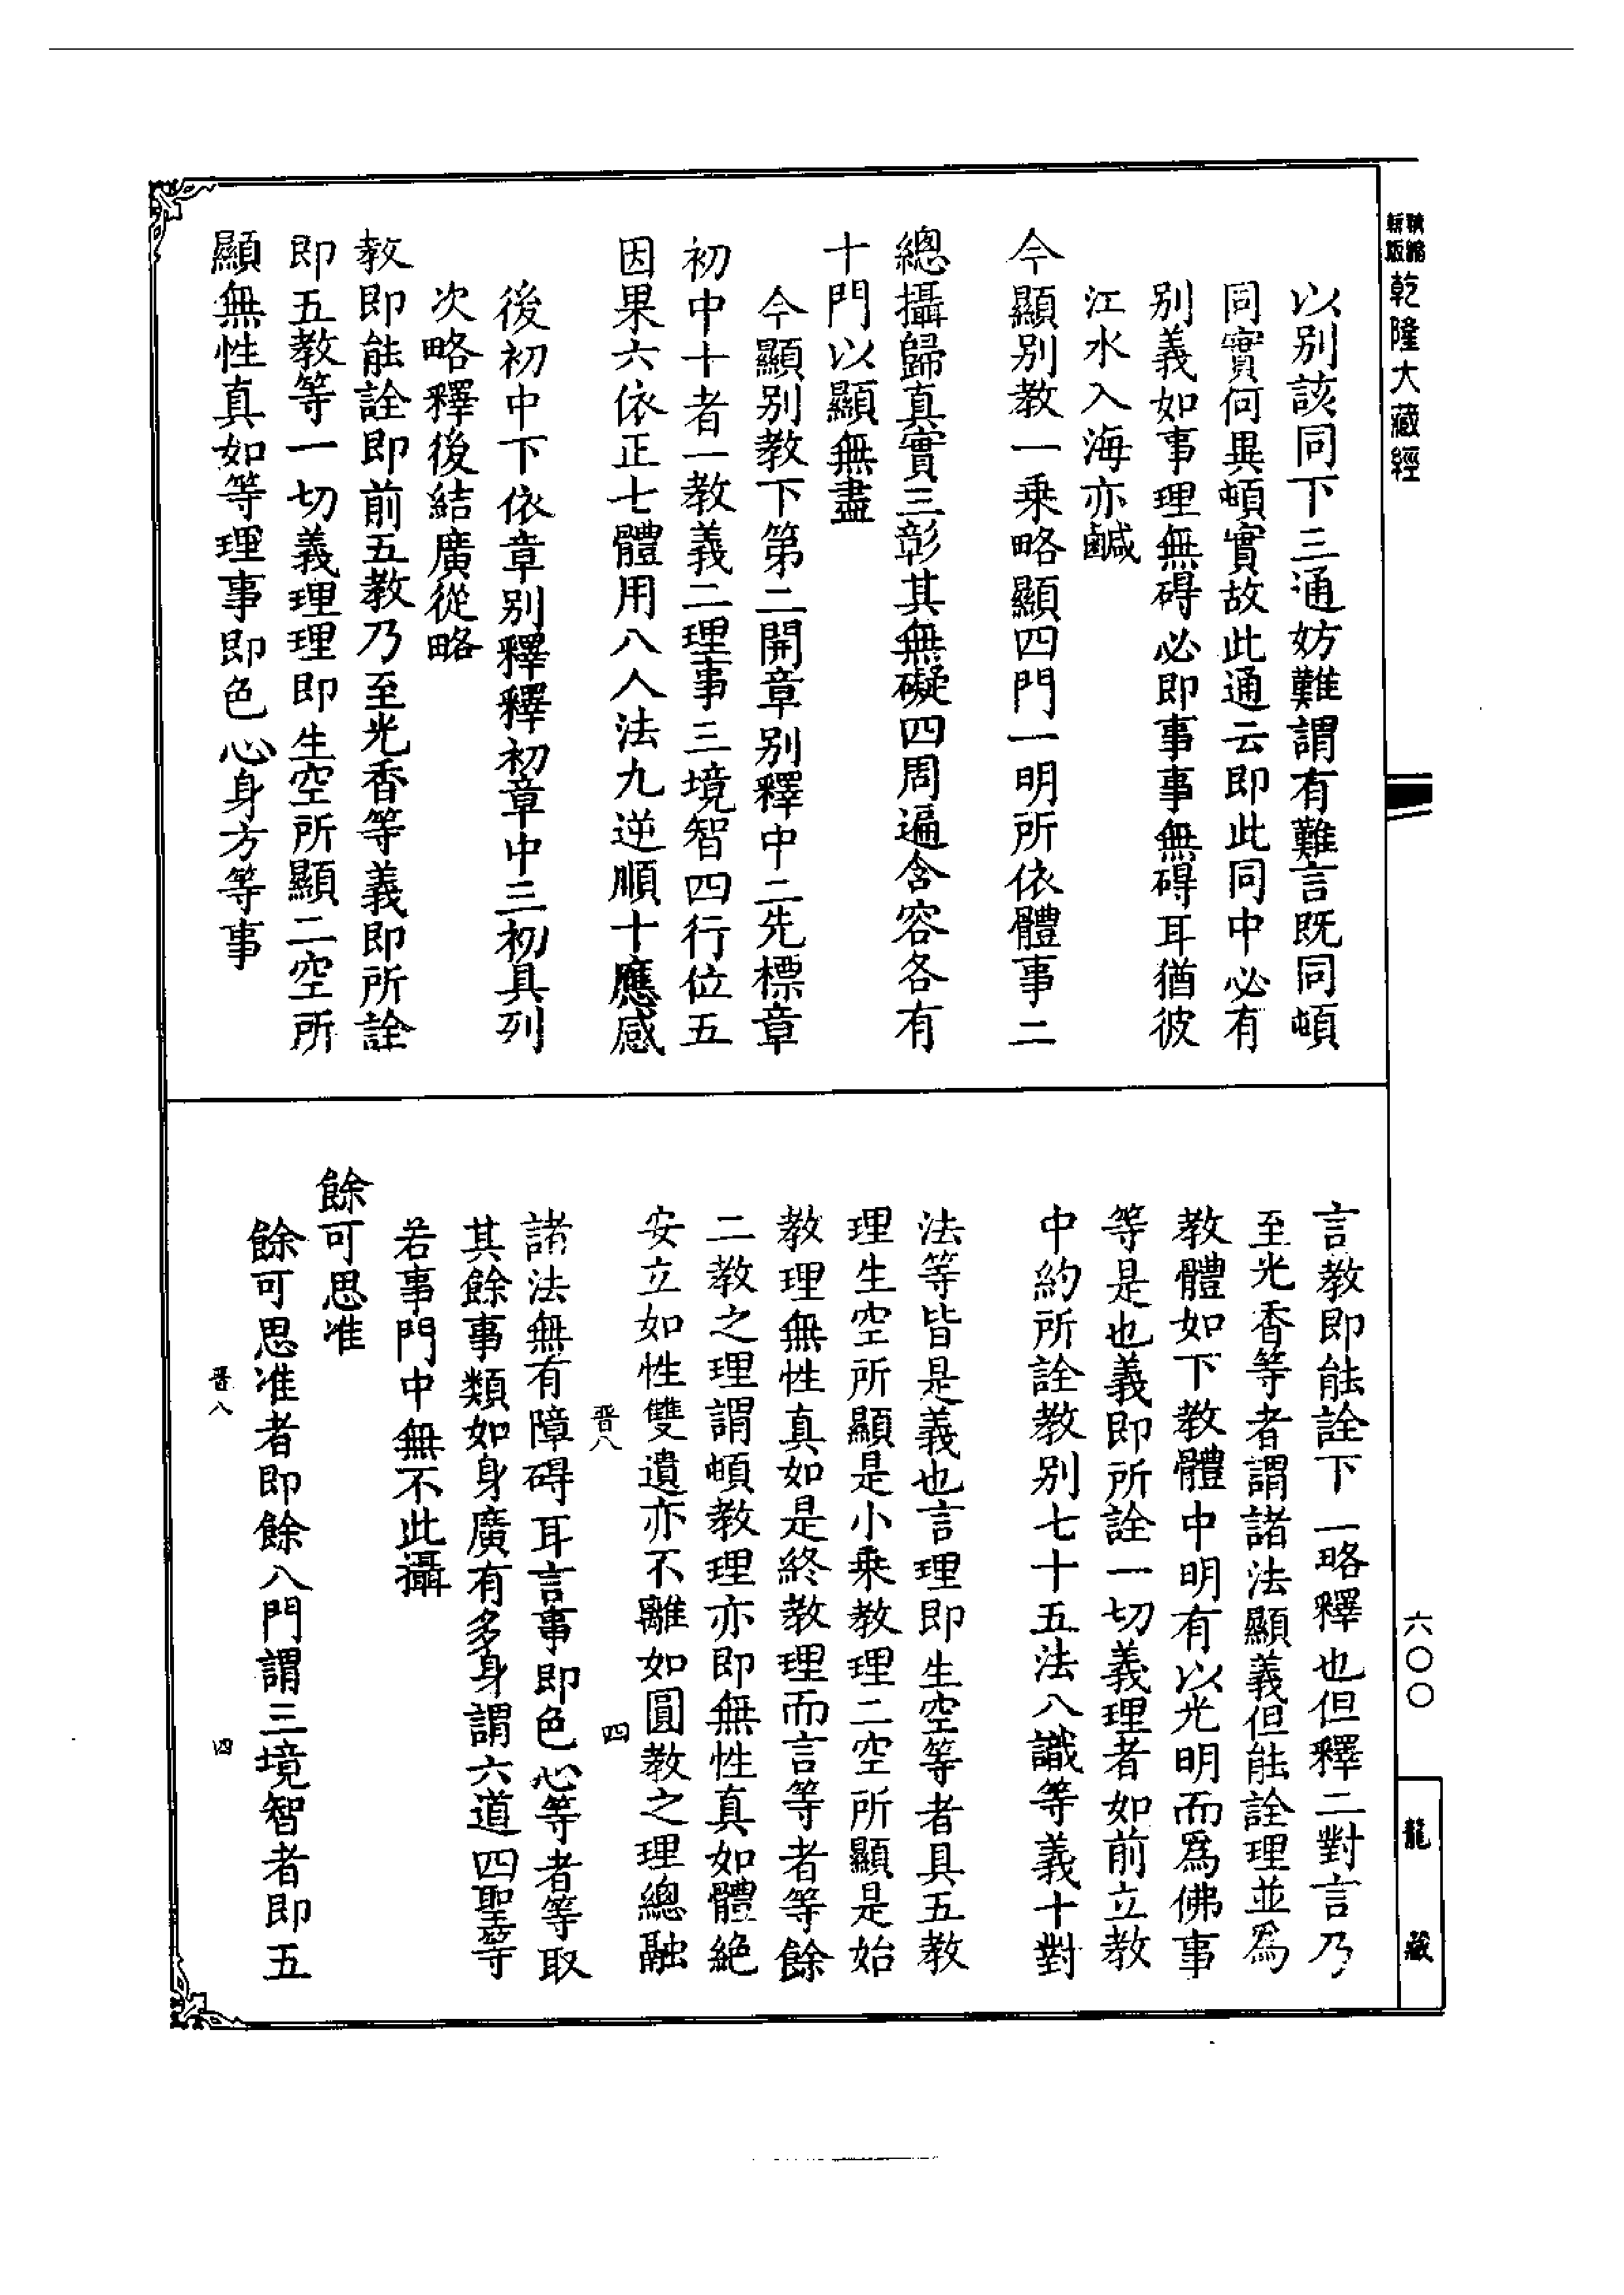 乾隆大藏經
以別該同下三通妨難謂有難言既同頓
同實何異頓實故此通云即此同中必有
別義如事理無碍必即事事無碍耳猶彼
江水入海亦鹹
今顯別教一乗略顯四門一明所依體事二
總攝歸真實三彰其無礙四周遍含容各有
十門以顯無盡
今顯別教下第二開章別釋中二先標章
初中十者一教義二理事三境智四行位五
因果六依正七體用八人法九逆順十應感
後初中下依章別釋釋初章中三初具列
次略釋後結廣從略
教即能詮即前五教乃至光香等義即所詮
即五教等一切義理理即生空所顯二空所
顯無性真如等理事即色心身方等事
六〇〇
龍藏
言教即能詮下一略釋也但釋二對言乃
至光香等者謂諸法顯義但能詮理並爲
教體如下教體中明有以光明而爲佛事
等是也義即所詮一切義理者如前立教
中約所詮教別七十五法八識等義十對
法等皆是義也言理即生空等者具五教
理生空所顯是小乗教理二空所顯是始
教理無性真如是終教理而言等者等餘
二教之理謂頓教理亦即無性真如體絶
安立如性雙遣亦不離如圓教之理總融
晋八 四
諸法無有障碍耳言事即色心等者等取
其餘事類如身廣有多身謂六道四聖等
若事門中無不此攝
餘可思准
餘可思准者即餘八門謂三境智者即五
晋八 四